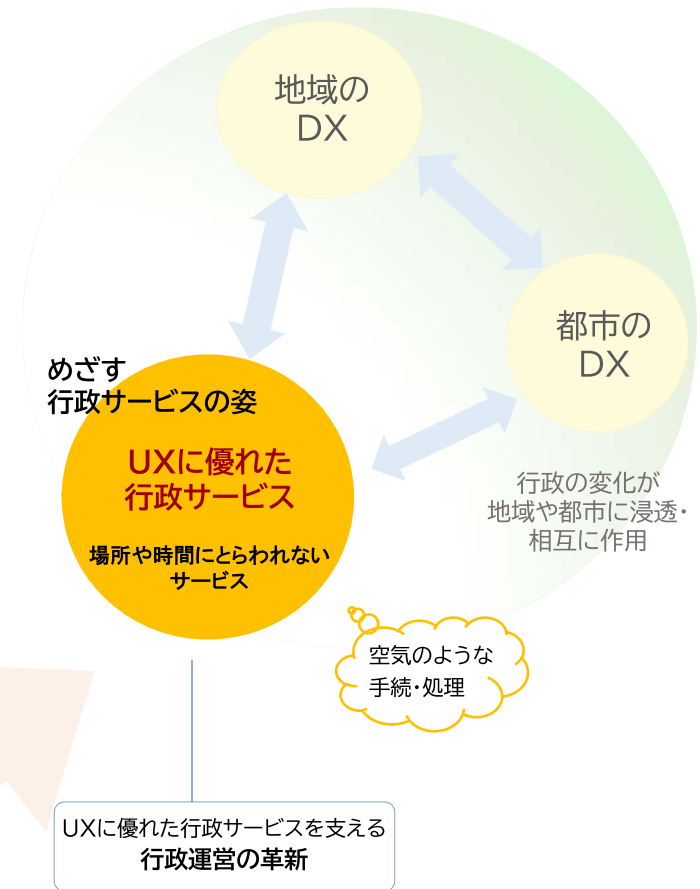 地域の
DX
都市の
DX
めざす
行政サービスの姿
UXに優れた
行政サービス
場所や時間にとらわれない
サービス
行政の変化が
地域や都市に浸透・
相互に作用
空気のような
手続・処理
UXに優れた行政サービスを支える
行政運営の革新